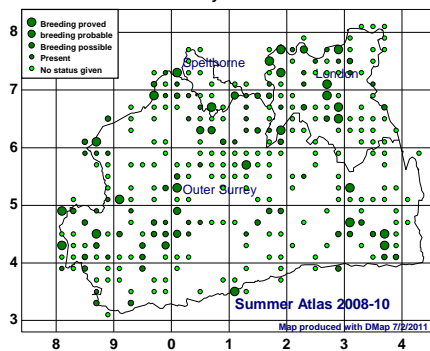 Breeding proved
breeding probable
Breeding possible
Present
No status given
8
7
6
5
4
3
Spelthorne
London
Outer Surrey
Summer Atlas 2008-10
Map produced with DMap 7/2/2011
8 9 0 1 2 3 4